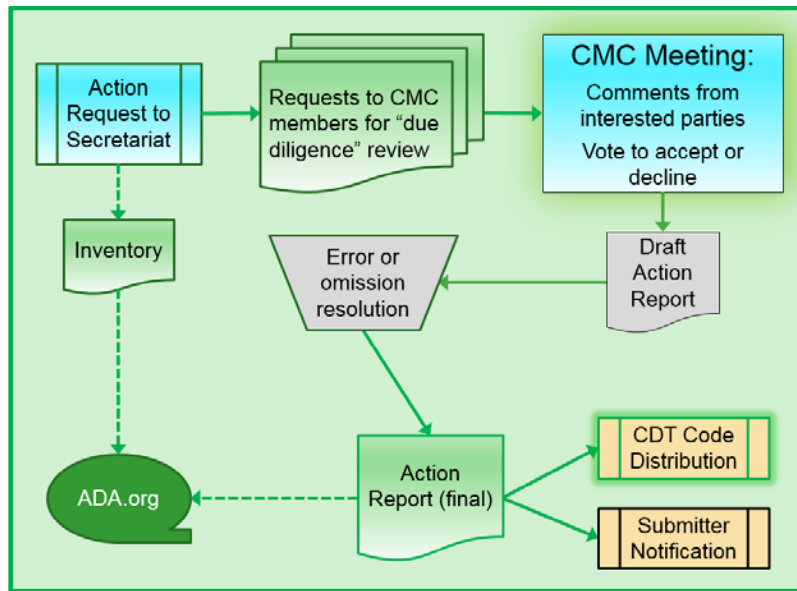 Action
Request to
Secretariat
Requests to CMC
members for “due
diligence” review
CMC Meeting:
Comments from
interested parties
Vote to accept or
decline
Inventory
Error or
omission
resolution
Draft
Action
Report
ADA.org
Action
Report (final)
CDT Code
Distribution
Submitter
Notification